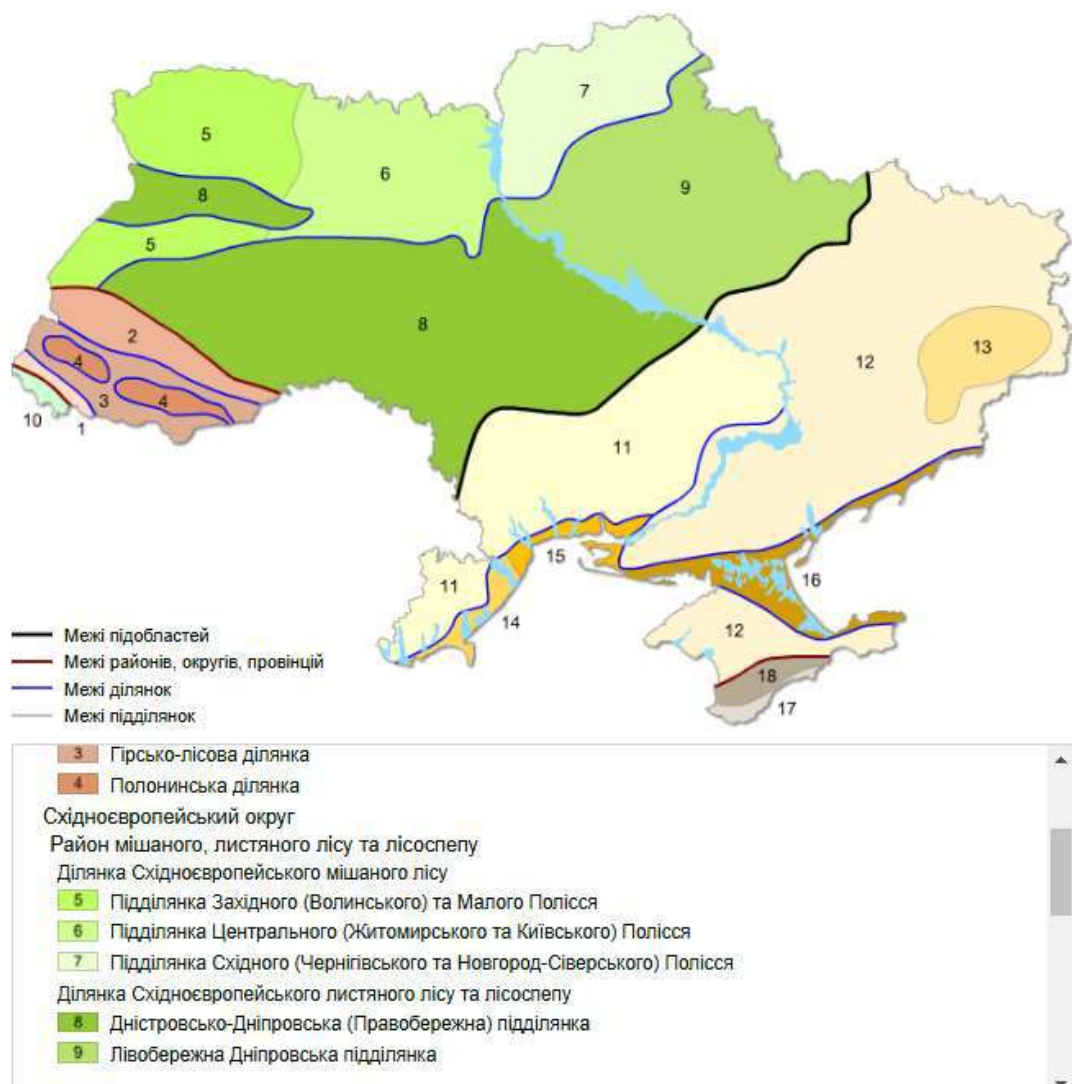 7
5
6
9
8
5
2
8
13
12
4
3
4
10
1
11
15
16
11
14
12
18
17
Межі підобластей
Межі районів, округів, провінцій
Межі ділянок
Межі підділянок
3 Гірсько-лісова ділянка
4 Полонинська ділянка
Східноєвропейський округ
Район мішаного, листяного лісу та лісоспепу
Ділянка Східноєвропейського мішаного лісу
5 Підділянка Західного (Волинського) та Малого Полісся
6 Підділянка Центрального (Житомирського та Київського) Полісся
7 Підділянка Східного (Чернігівського та Новгород-Сіверського) Полісся
Ділянка Східноєвропейського листяного лісу та лісоспепу
8 Дністровсько-Дніпровська (Правобережна) підділянка
9 Лівобережна Дніпровська підділянка